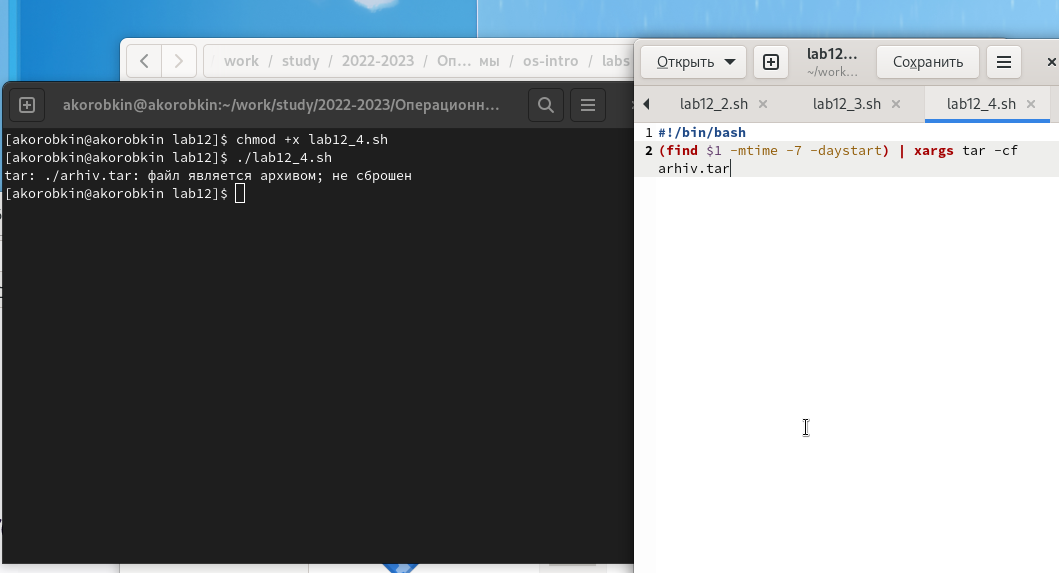 work / study / 2022-2023 / Оп… мы / os-intro / labs
akorobkin@akorobkin:~/work/study/2022-2023/Операционн…
[akorobkin@akorobkin lab12]$ chmod +x lab12_4.sh
[akorobkin@akorobkin lab12]$ ./lab12_4.sh
tar: ./arhiv.tar: файл является архивом; не сброшен
[akorobkin@akorobkin lab12]$
Открыть
lab12…
~/work…
Сохранить
lab12_2.sh
lab12_3.sh
lab12_4.sh
1 #!/bin/bash
2 (find $1 -mtime -7 -daystart) | xargs tar -cf
arhiv.tar